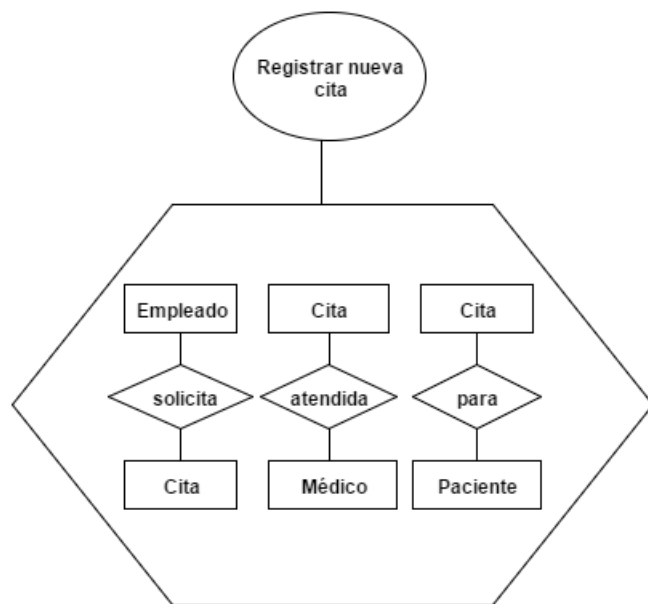 Registrar nueva
cita
Empleado
Cita
Cita
solicita
atendida
para
Cita
Médico
Paciente